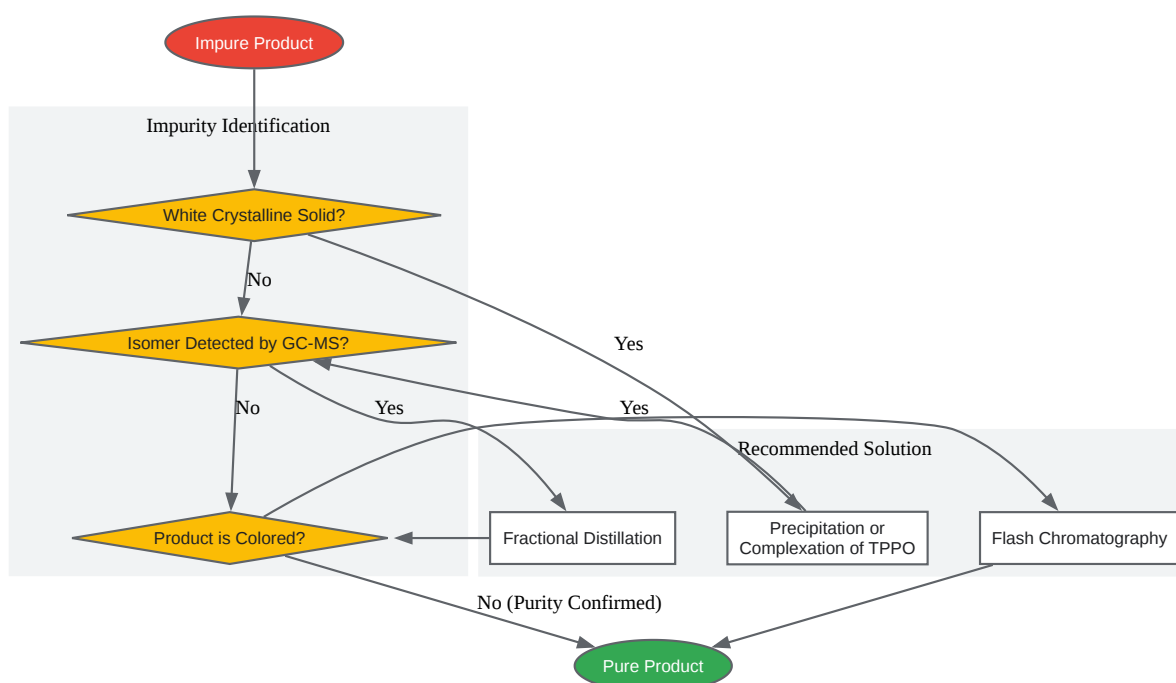 Impure Product
Impurity Identification
White Crystalline Solid?
No
Isomer Detected by GC-MS?
Yes
No
Yes
Yes
Recommended Solution
Product is Colored?
Fractional Distillation
Precipitation or
Complexation of TPPO
Flash Chromatography
No (Purity Confirmed)
Pure Product